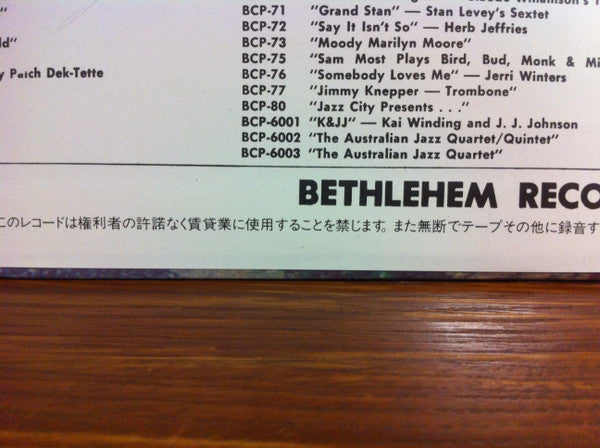 BCP-71 "Grand Stan" — Stan Levey's Sextet
BCP-72 "Say It Isn't So" — Herb Jeffries
BCP-73 "Moody Marilyn Moore"
BCP-75 "Sam Most Plays Bird, Bud, Monk & Mi
y Patch Dek-Tette
BCP-76 "Somebody Loves Me" — Jerri Winters
BCP-77 "Jimmy Knepper — Trombone"
BCP-80 "Jazz City Presents . . ."
BCP-6001 "K&JJ" — Kai Winding and J. J. Johnson
BCP-6002 "The Australian Jazz Quartet/Quintet"
BCP-6003 "The Australian Jazz Quartet"
BETHLEHEM RECO
このレコードは権利者の許諾なく賃貸業に使用することを禁じます。また無断でテープその他に録音す